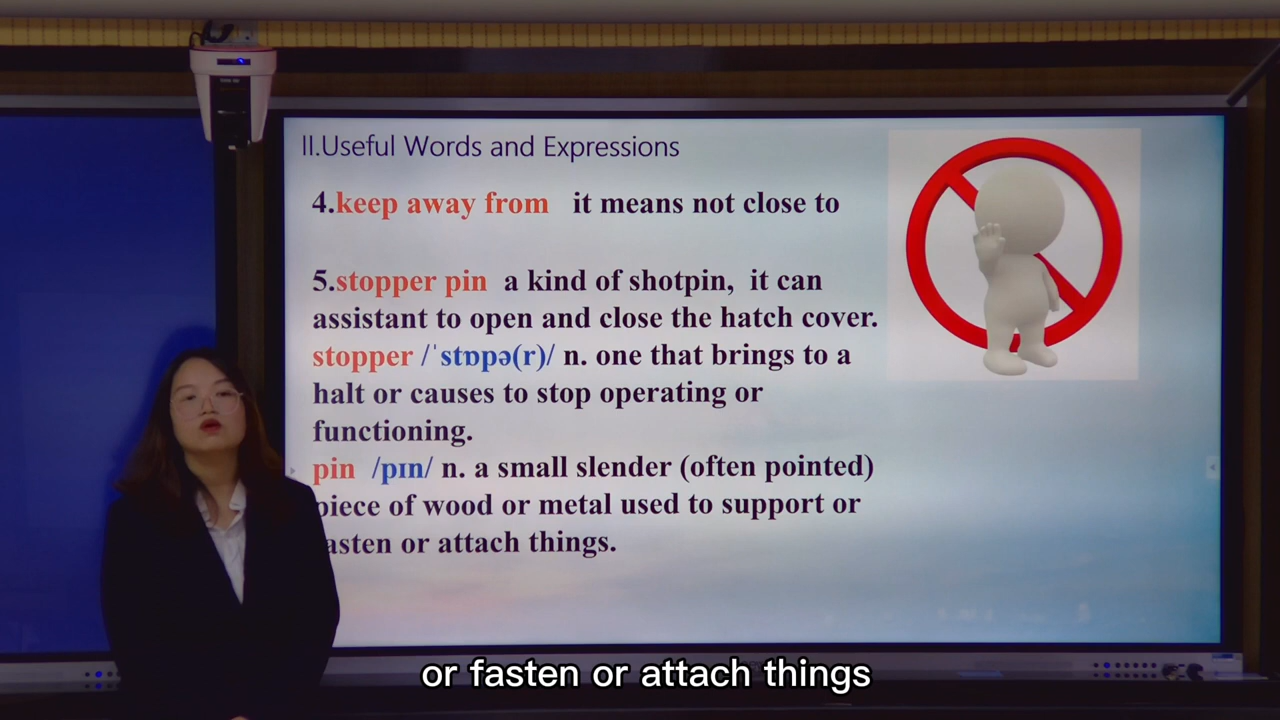 II.Useful Words and Expressions
4.keep away from it means not close to
5.stopper pin a kind of shotpin, it can
assistant to open and close the hatch cover.
stopper /ˈstɒpə(r)/ n. one that brings to a
halt or causes to stop operating or
functioning.
pin /pɪn/ n. a small slender (often pointed)
piece of wood or metal used to support or
fasten or attach things.
or fasten or attach things